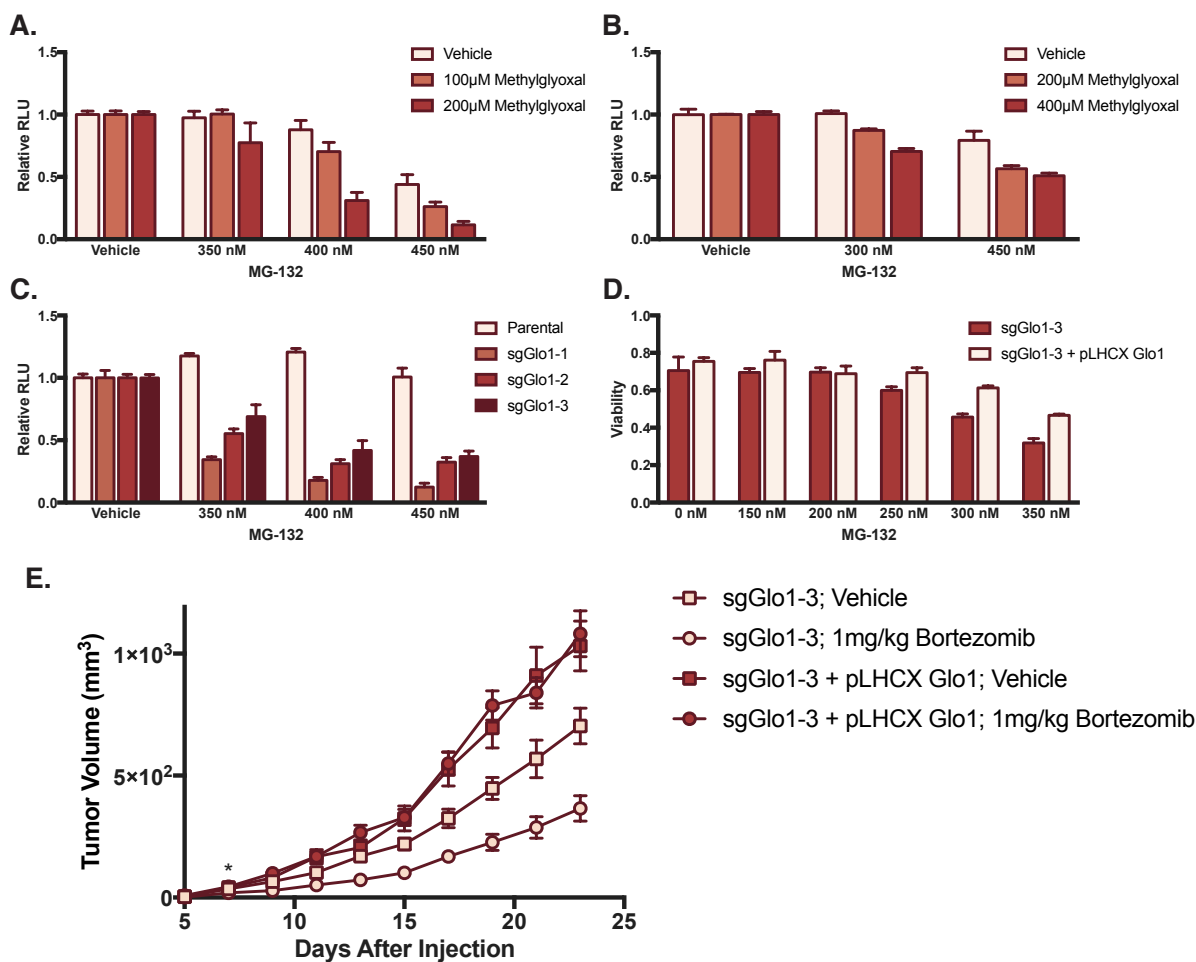 A.
1.5
1.0
0.5
0.0
Relative RLU
Vehicle
100µM Methylglyoxal
200µM Methylglyoxal
Vehicle 350 nM 400 nM 450 nM
MG-132
B.
1.5
1.0
0.5
0.0
Relative RLU
Vehicle
200µM Methylglyoxal
400µM Methylglyoxal
Vehicle 300 nM 450 nM
MG-132
C.
1.5
1.0
0.5
0.0
Relative RLU
Parental
sgGlo1-1
sgGlo1-2
sgGlo1-3
Vehicle 350 nM 400 nM 450 nM
MG-132
D.
1.0
0.8
0.6
0.4
0.2
0.0
Viability
sgGlo1-3
sgGlo1-3 + pLHCX Glo1
0 nM 150 nM 200 nM 250 nM 300 nM 350 nM
MG-132
E.
1×10³
5×10²
0
Tumor Volume (mm³)
*
5 10 15 20 25
Days After Injection
sgGlo1-3; Vehicle
sgGlo1-3; 1mg/kg Bortezomib
sgGlo1-3 + pLHCX Glo1; Vehicle
sgGlo1-3 + pLHCX Glo1; 1mg/kg Bortezomib